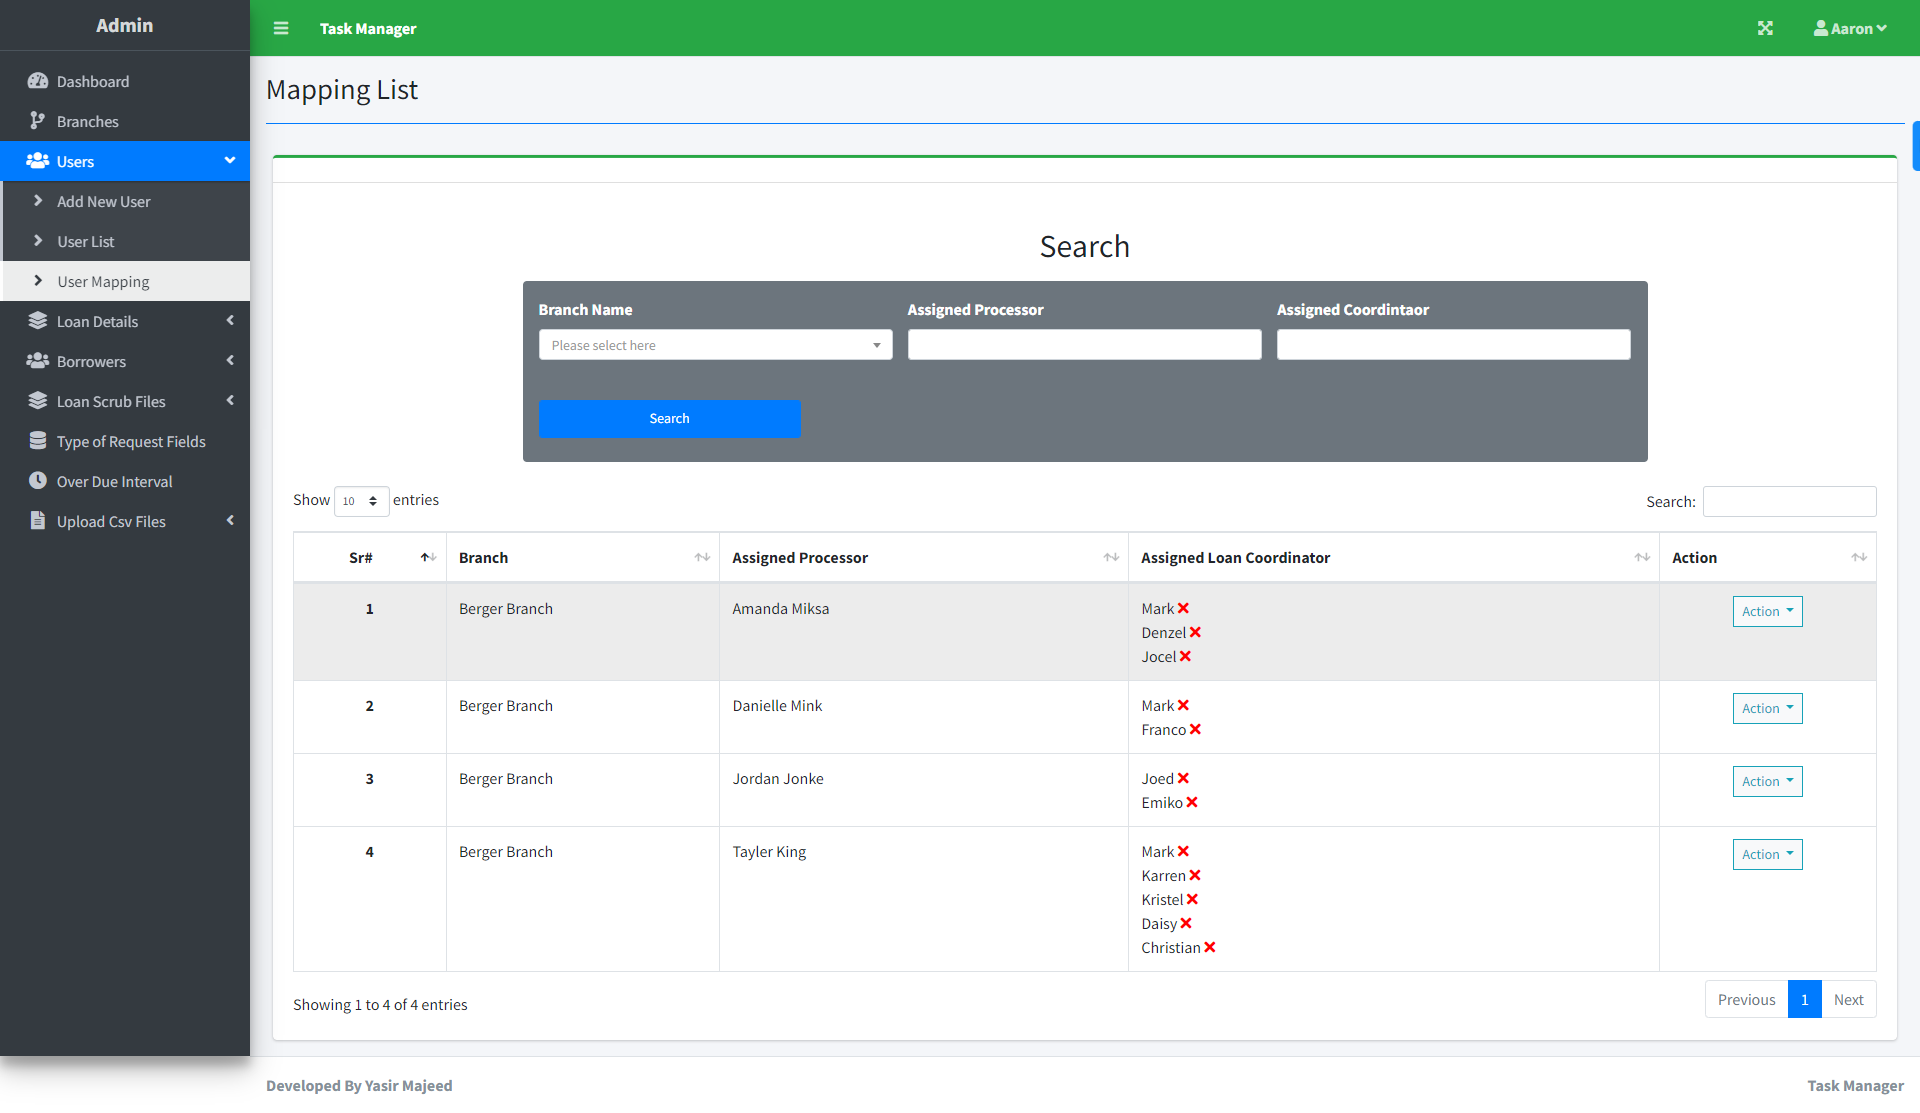 Admin
Task Manager
Aaron
Dashboard
Branches
Users
Add New User
User List
User Mapping
Loan Details
Borrowers
Loan Scrub Files
Type of Request Fields
Over Due Interval
Upload Csv Files
Mapping List
Search
Branch Name Assigned Processor Assigned Coordintaor
Please select here
Search
Show 10 entries Search:
Sr# Branch Assigned Processor Assigned Loan Coordinator Action
1 Berger Branch Amanda Miksa Mark Action
Denzel
Jocel
2 Berger Branch Danielle Mink Mark Action
Franco
3 Berger Branch Jordan Jonke Joed Action
Emiko
4 Berger Branch Tayler King Mark Action
Karren
Kristel
Daisy
Christian
Showing 1 to 4 of 4 entries Previous 1 Next
Developed By Yasir Majeed Task Manager